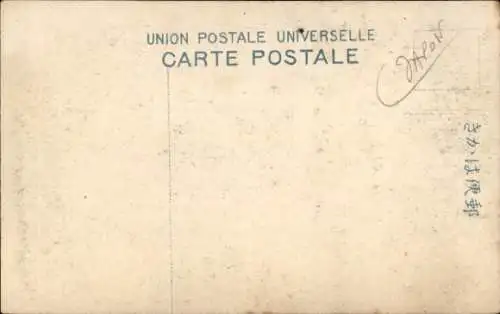 UNION POSTALE UNIVERSELLE
CARTE POSTALE
JAPON
きかは便郵